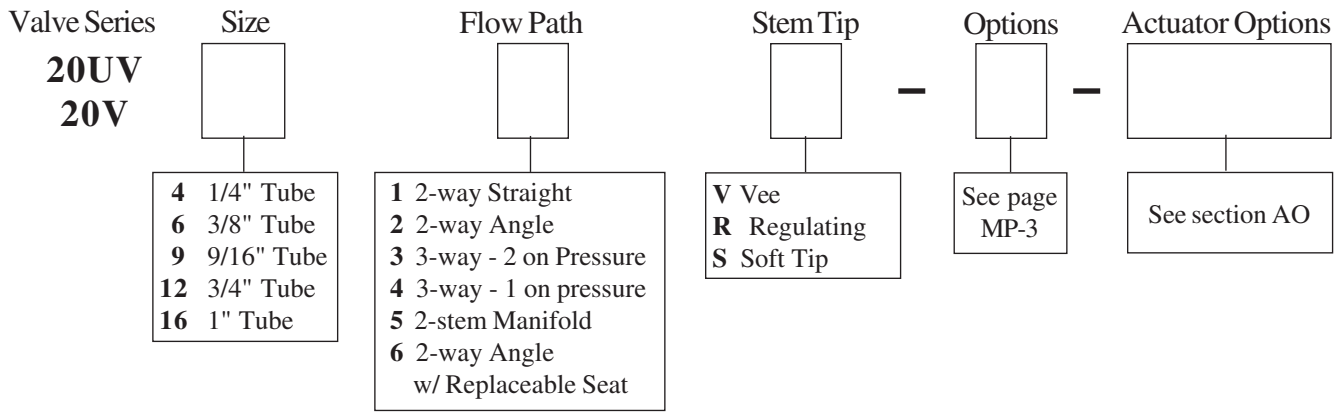 Valve Series Size Flow Path Stem Tip Options Actuator Options
20UV
20V
– –
4 1/4" Tube
6 3/8" Tube
9 9/16" Tube
12 3/4" Tube
16 1" Tube
1 2-way Straight
2 2-way Angle
3 3-way - 2 on Pressure
4 3-way - 1 on pressure
5 2-stem Manifold
6 2-way Angle
w/ Replaceable Seat
V Vee
R Regulating
S Soft Tip
See page
MP-3
See section AO